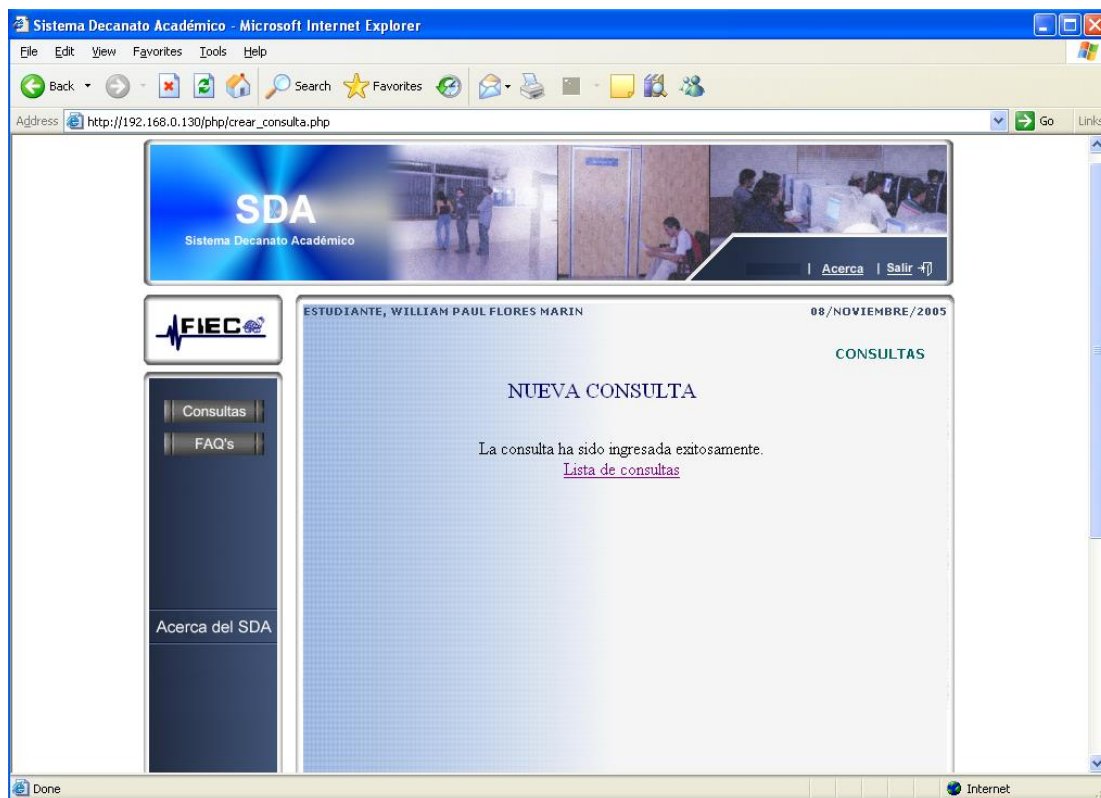 Sistema Decanato Académico - Microsoft Internet Explorer
File Edit View Favorites Tools Help
Back Search Favorites
Address http://192.168.0.130/php/crear_consulta.php Go Links
SDA
Sistema Decanato Académico
| Acerca | Salir
FIEC
ESTUDIANTE, WILLIAM PAUL FLORES MARIN 08/NOVIEMBRE/2005
CONSULTAS
NUEVA CONSULTA
Consultas
FAQ's
La consulta ha sido ingresada exitosamente.
Lista de consultas
Acerca del SDA
Done Internet